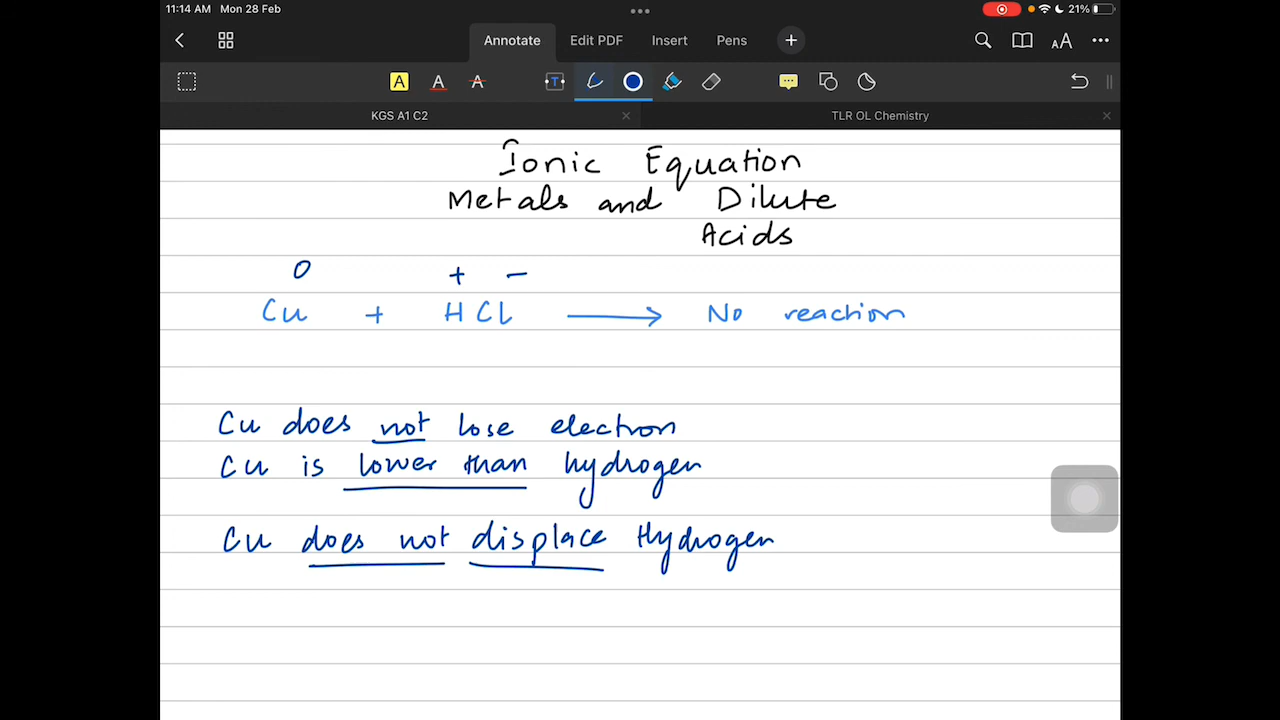 11:14 AM Mon 28 Feb
21%
Annotate Edit PDF Insert Pens
KGS A1 C2
TLR OL Chemistry
Ionic Equation
Metals and Dilute
Acids
0 + −
Cu + HCl ⟶ No reaction
Cu does not lose electron
Cu is lower than hydrogen
Cu does not displace Hydrogen